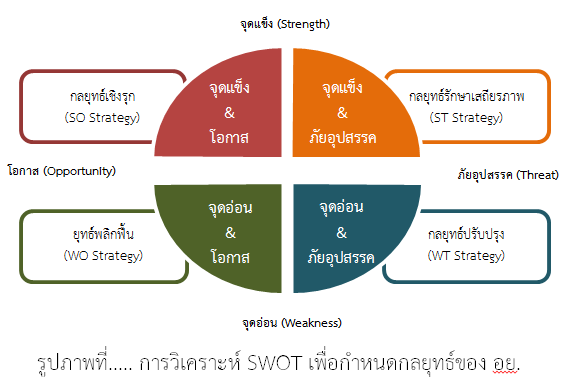 จุดแข็ง (Strength)
กลยุทธ์เชิงรุก
(SO Strategy)
จุดแข็ง
&
โอกาส
จุดแข็ง
&
ภัยอุปสรรค
กลยุทธ์รักษาเสถียรภาพ
(ST Strategy)
โอกาส (Opportunity)
ภัยอุปสรรค (Threat)
ยุทธ์พลิกฟื้น
(WO Strategy)
จุดอ่อน
&
โอกาส
จุดอ่อน
&
ภัยอุปสรรค
กลยุทธ์ปรับปรุง
(WT Strategy)
จุดอ่อน (Weakness)
รูปภาพที่..... การวิเคราะห์ SWOT เพื่อกำหนดกลยุทธ์ของ อย.